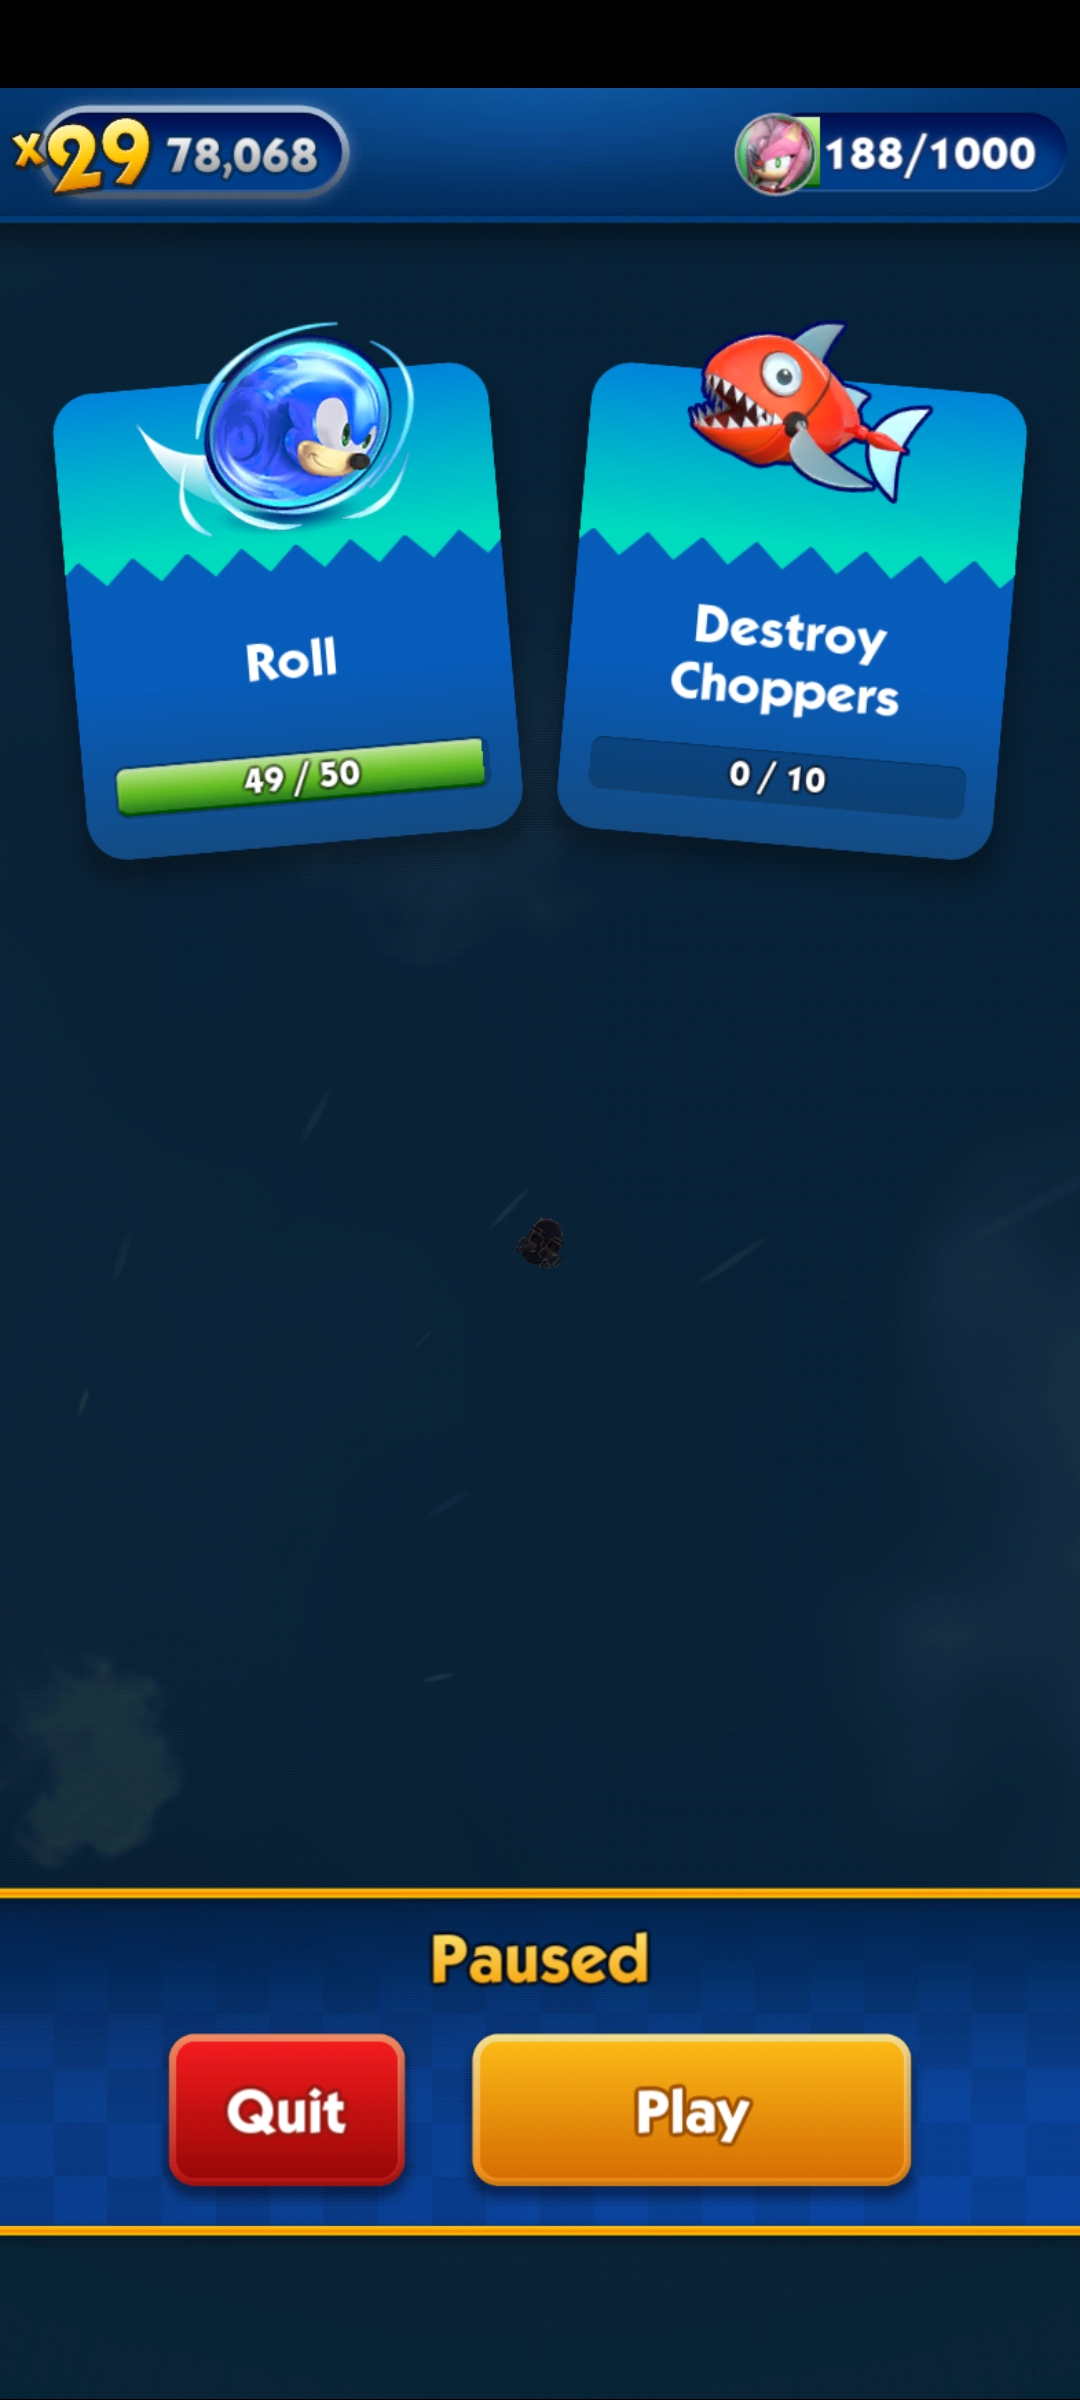 x29 78,068
188/1000
Roll
49 / 50
Destroy
Choppers
0 / 10
Paused
Quit
Play